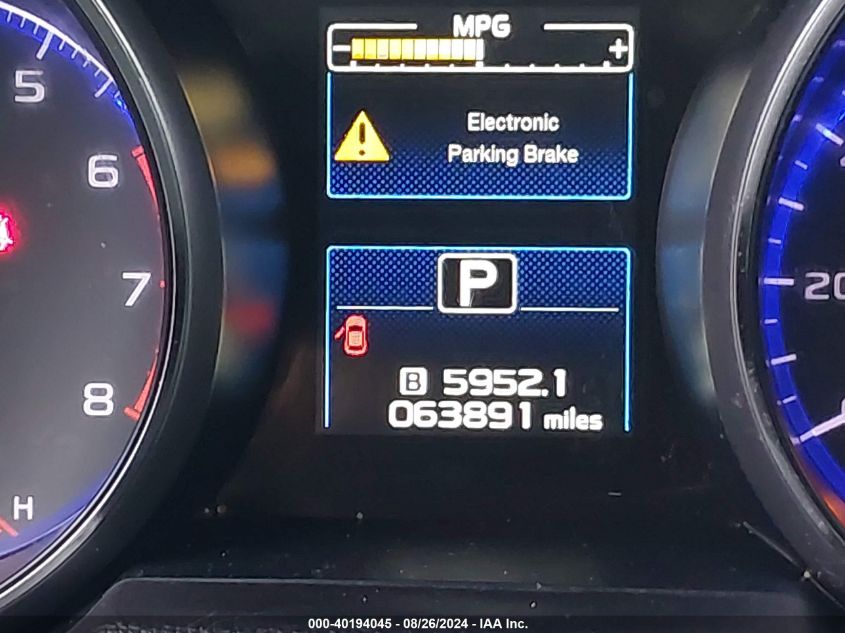 MPG
- +
5
Electronic
Parking Brake
6
P
7
20
B 5952.1
8
063891 miles
H
000-40194045 - 08/26/2024 - IAA Inc.